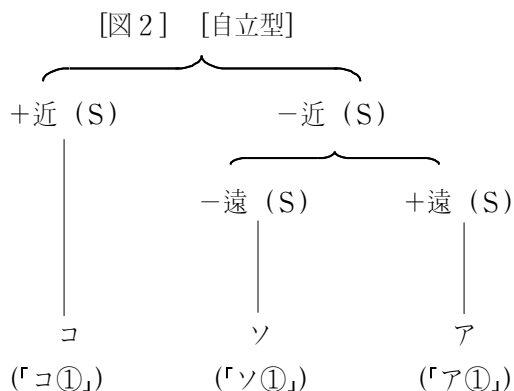 [図2] [自立型]
+近 (S) −近 (S)
−遠 (S) +遠 (S)
コ ソ ア
(「コ①」) (「ソ①」) (「ア①」)